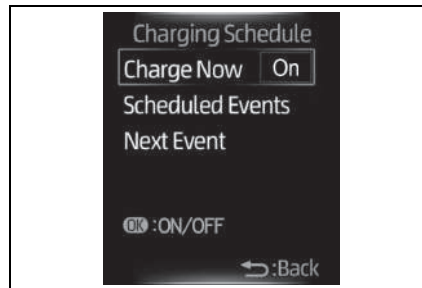 Charging Schedule
Charge Now On
Scheduled Events
Next Event
OK :ON/OFF
:Back